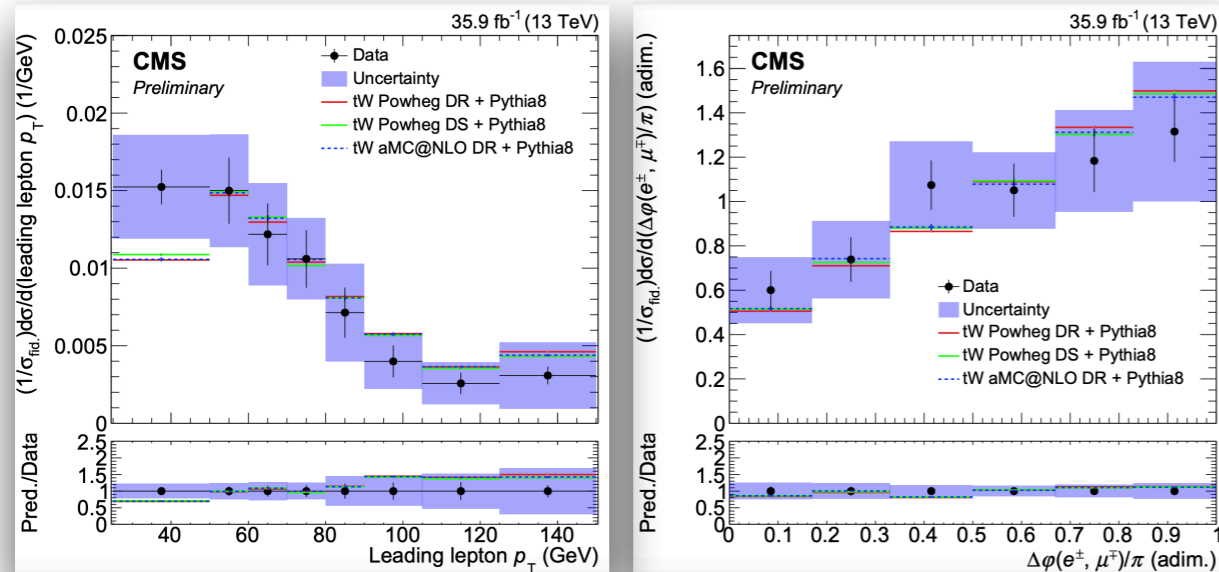 35.9 fb⁻¹ (13 TeV)
(1/σfid.)dσ/d(leading lepton pT) (1/GeV)
0.025
0.02
0.015
0.01
0.005
0
CMS
Preliminary
Data
Uncertainty
tW Powheg DR + Pythia8
tW Powheg DS + Pythia8
tW aMC@NLO DR + Pythia8
Pred./Data
2.5
2
1.5
1
0.5
0
40 60 80 100 120 140
Leading lepton pT (GeV)
35.9 fb⁻¹ (13 TeV)
(1/σfid.)dσ/d(Δφ(e±, μ∓)/π) (adim.)
1.6
1.4
1.2
1
0.8
0.6
0.4
0.2
0
CMS
Preliminary
Data
Uncertainty
tW Powheg DR + Pythia8
tW Powheg DS + Pythia8
tW aMC@NLO DR + Pythia8
Pred./Data
2.5
2
1.5
1
0.5
0
0 0.1 0.2 0.3 0.4 0.5 0.6 0.7 0.8 0.9 1
Δφ(e±, μ∓)/π (adim.)